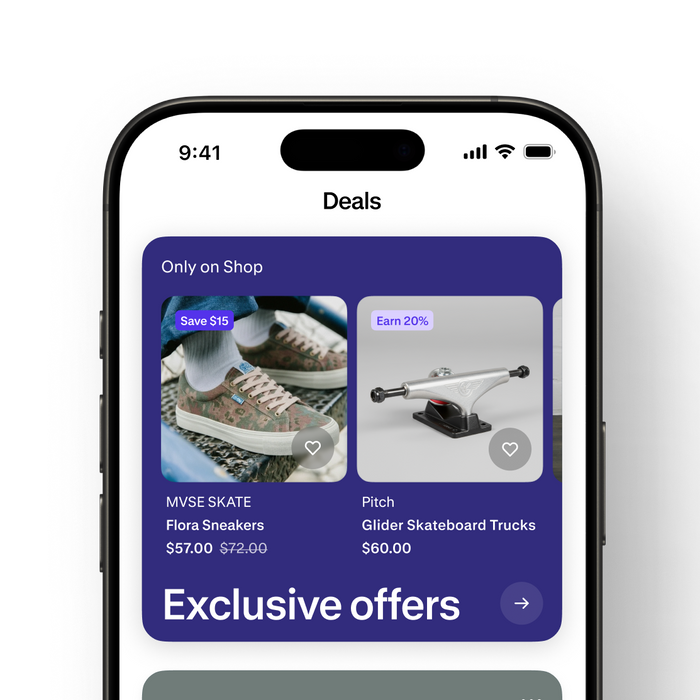 9:41
Deals
Only on Shop
Save $15
Earn 20%
MVSE SKATE
Flora Sneakers
$57.00 $72.00
Pitch
Glider Skateboard Trucks
$60.00
Exclusive offers